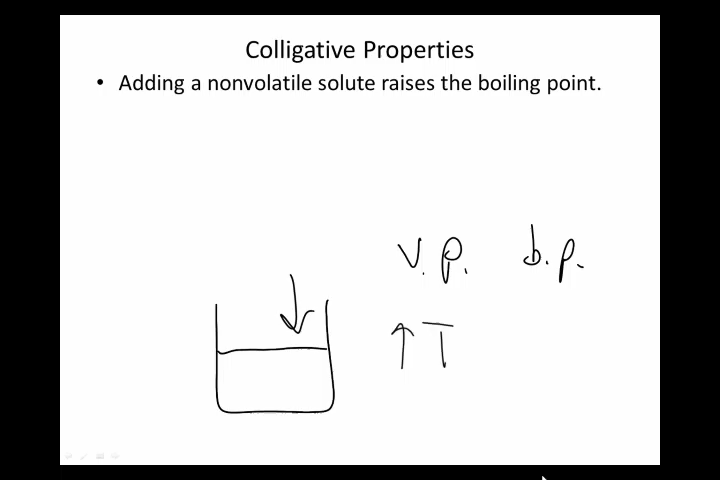 Colligative Properties
• Adding a nonvolatile solute raises the boiling point.
v.p. b.p.
↑ T